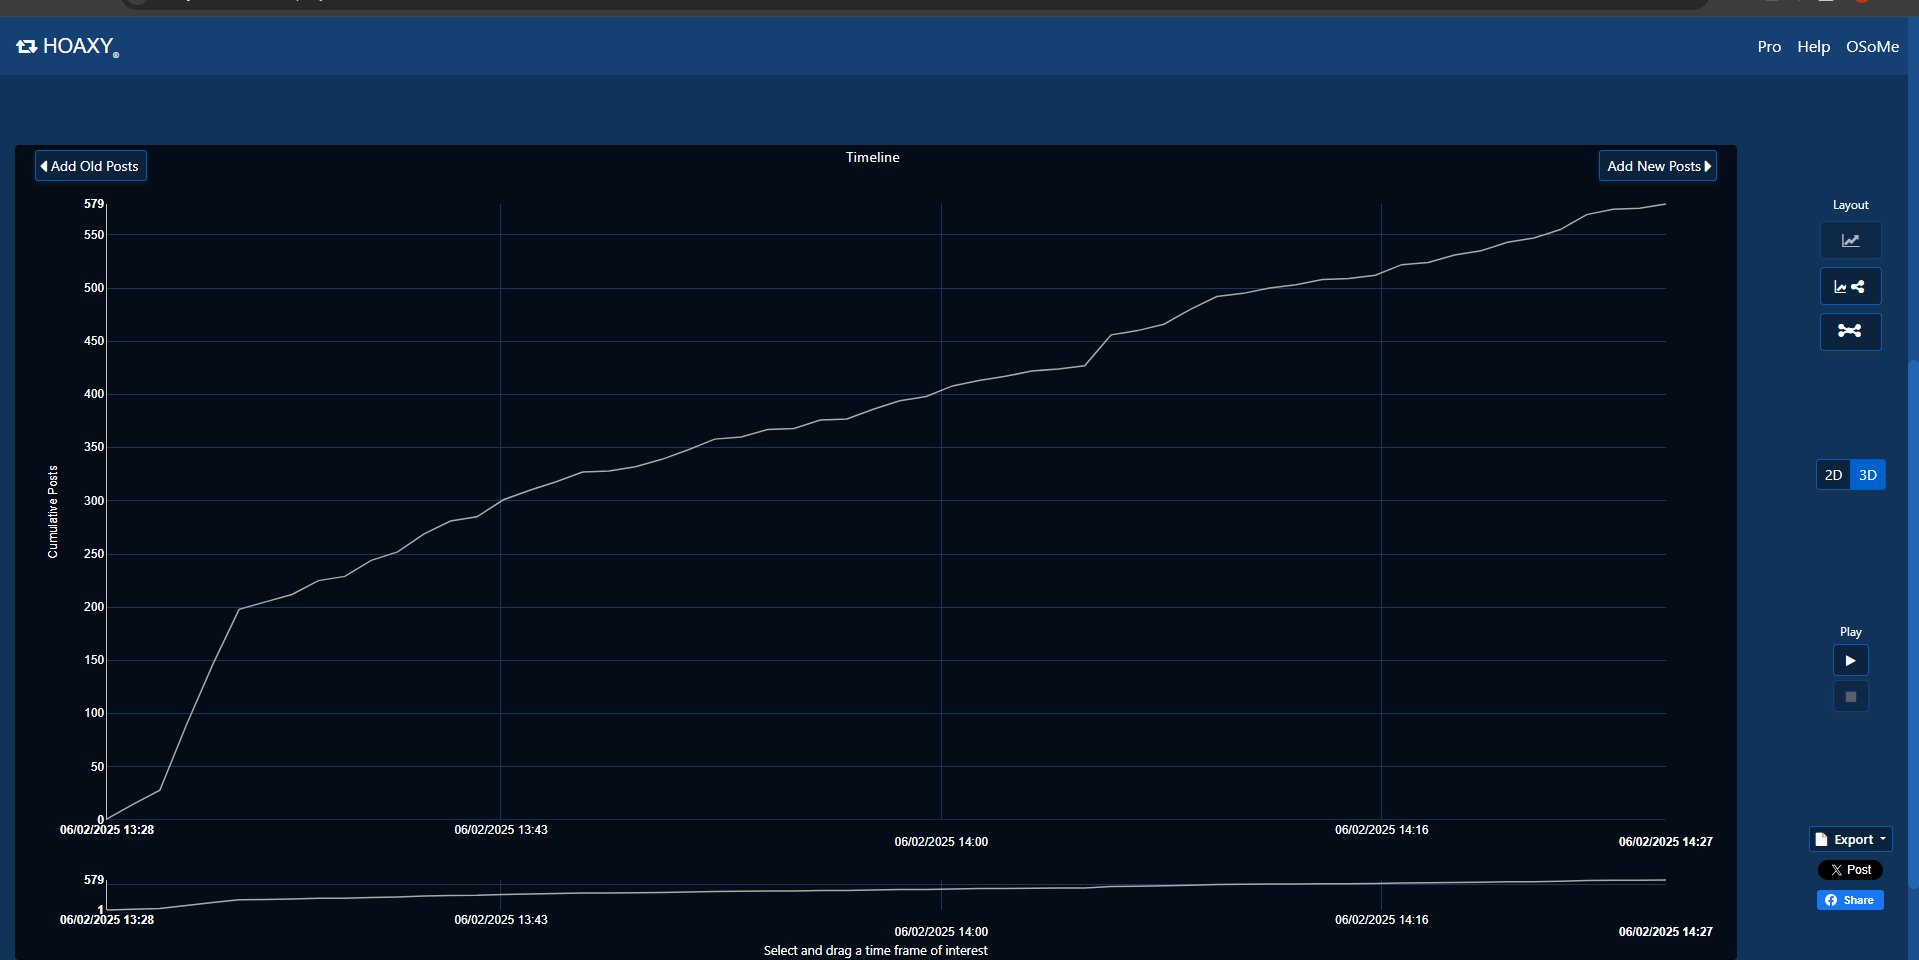 HOAXY®
Pro Help OSoMe
Add Old Posts
Timeline
Add New Posts
Layout
579
550
500
450
400
350
300
250
200
150
100
50
0
Cumulative Posts
06/02/2025 13:28
06/02/2025 13:43
06/02/2025 14:00
06/02/2025 14:16
06/02/2025 14:27
2D 3D
Play
Export
Post
Share
579
1
06/02/2025 13:28
06/02/2025 13:43
06/02/2025 14:00
06/02/2025 14:16
06/02/2025 14:27
Select and drag a time frame of interest